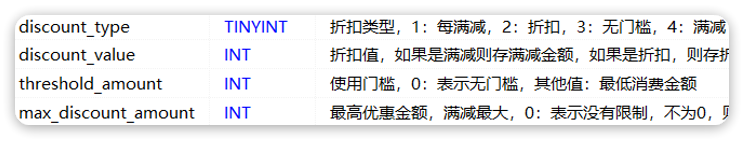 discount_type TINYINT 折扣类型，1：每满减，2：折扣，3：无门槛，4：满减
discount_value INT 折扣值，如果是满减则存满减金额，如果是折扣，则存折
threshold_amount INT 使用门槛，0：表示无门槛，其他值：最低消费金额
max_discount_amount INT 最高优惠金额，满减最大，0：表示没有限制，不为0，则